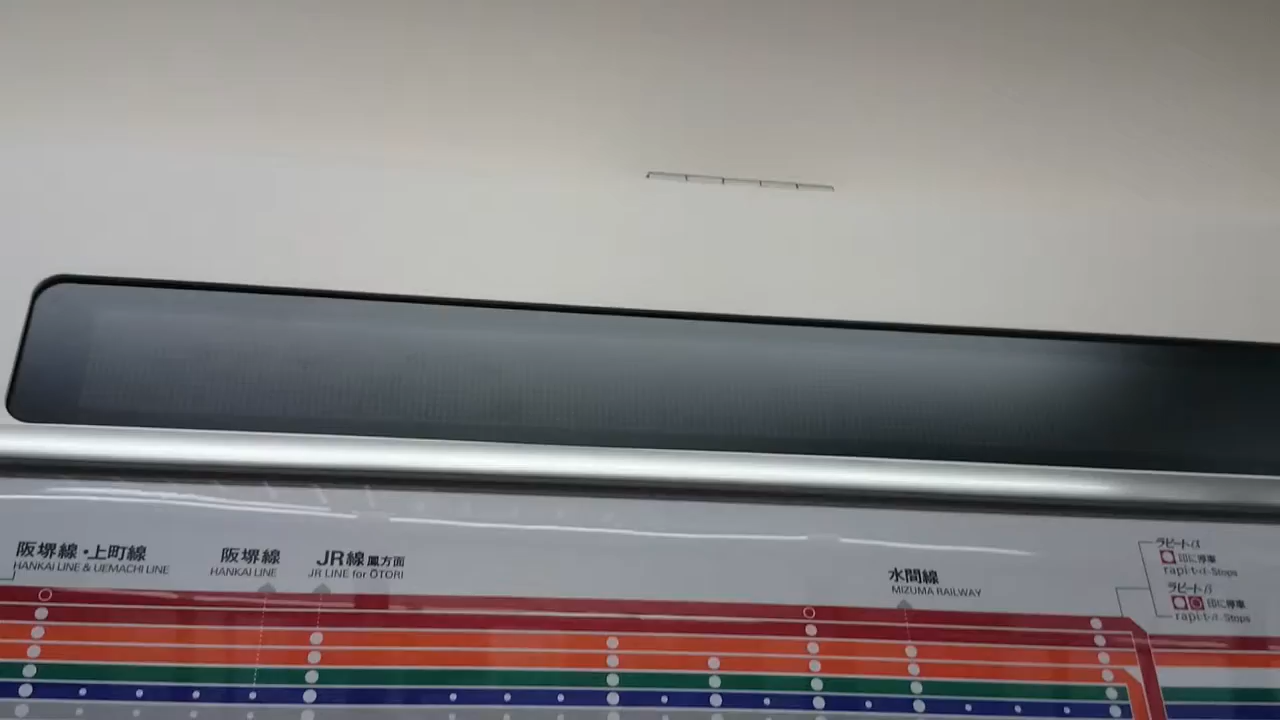 阪堺線・上町線
HANKAI LINE & UEMACHI LINE
阪堺線
HANKAI LINE
JR線鳳方面
JR LINE for ŌTORI
水間線
MIZUMA RAILWAY
ラピートα
印に停車
rapi:t-α-Stops
ラピートβ
印に停車
rapi:t-β-Stops